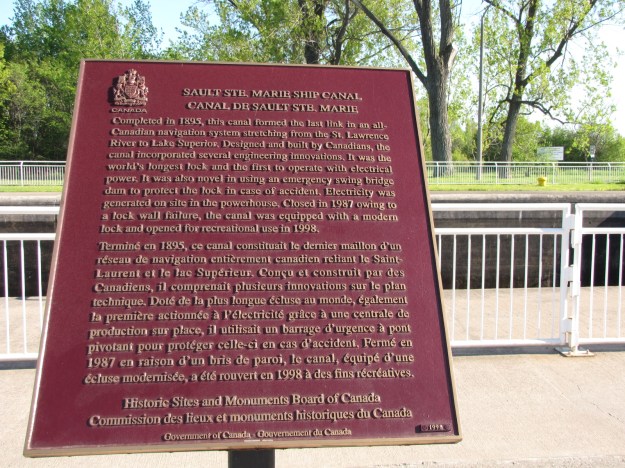 CANADA
SAULT STE. MARIE SHIP CANAL
CANAL DE SAULT STE. MARIE
Completed in 1895, this canal formed the last link in an all-
Canadian navigation system stretching from the St. Lawrence
River to Lake Superior. Designed and built by Canadians, the
canal incorporated several engineering innovations. It was the
world's longest lock and the first to operate with electrical
power. It was also novel in using an emergency swing bridge
dam to protect the lock in case of accident. Electricity was
generated on site in the powerhouse. Closed in 1987 owing to
a lock wall failure, the canal was equipped with a modern
lock and opened for recreational use in 1998.
Terminé en 1895, ce canal constituait le dernier maillon d'un
réseau de navigation entièrement canadien reliant le Saint-
Laurent et le lac Supérieur. Conçu et construit par des
Canadiens, il comprenait plusieurs innovations sur le plan
technique. Doté de la plus longue écluse au monde, également
la première actionnée à l'électricité grâce à une centrale de
production sur place, il utilisait un barrage d'urgence à pont
pivotant pour protéger celle-ci en cas d'accident. Fermé en
1987 en raison d'un bris de paroi, le canal, équipé d'une
écluse modernisée, a été rouvert en 1998 à des fins récréatives.
Historic Sites and Monuments Board of Canada
Commission des lieux et monuments historiques du Canada
Government of Canada - Gouvernement du Canada
1998